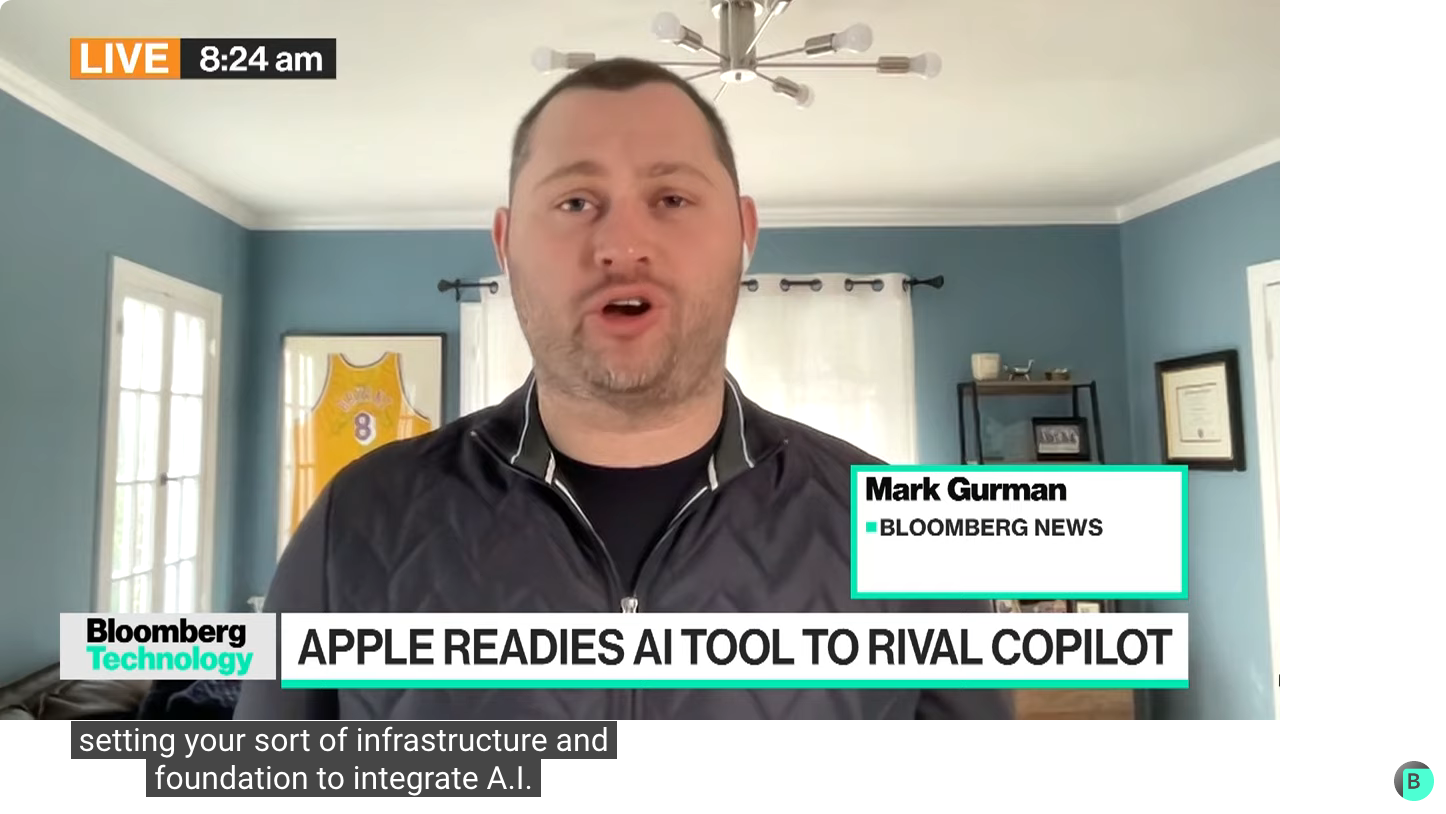 LIVE 8:24 am
8
Mark Gurman
BLOOMBERG NEWS
Bloomberg
Technology
APPLE READIES AI TOOL TO RIVAL COPILOT
setting your sort of infrastructure and
foundation to integrate A.I.
B